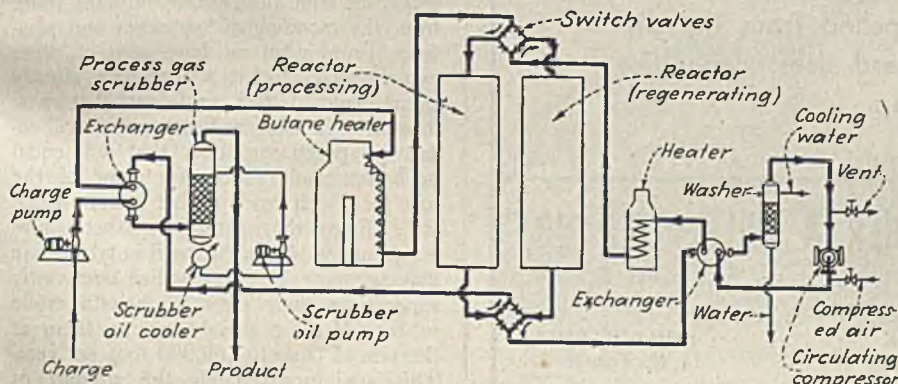 Switch valves
Process gas
scrubber
Reactor
(processing)
Reactor
(regenerating)
Exchanger
Butane heater
Cooling
water
Heater
Charge
pump
Washer
Vent
Scrubber
oil cooler
Scrubber
oil pump
Exchanger
Water
Compress-
ed air
Charge
Product
Circulating
compressor